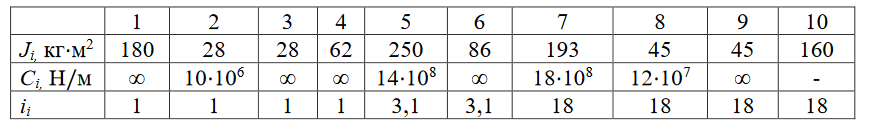 1 2 3 4 5 6 7 8 9 10
Ji, кг·м² 180 28 28 62 250 86 193 45 45 160
Ci, Н/м ∞ 10·10⁶ ∞ ∞ 14·10⁸ ∞ 18·10⁸ 12·10⁷ ∞ -
ii 1 1 1 1 3,1 3,1 18 18 18 18